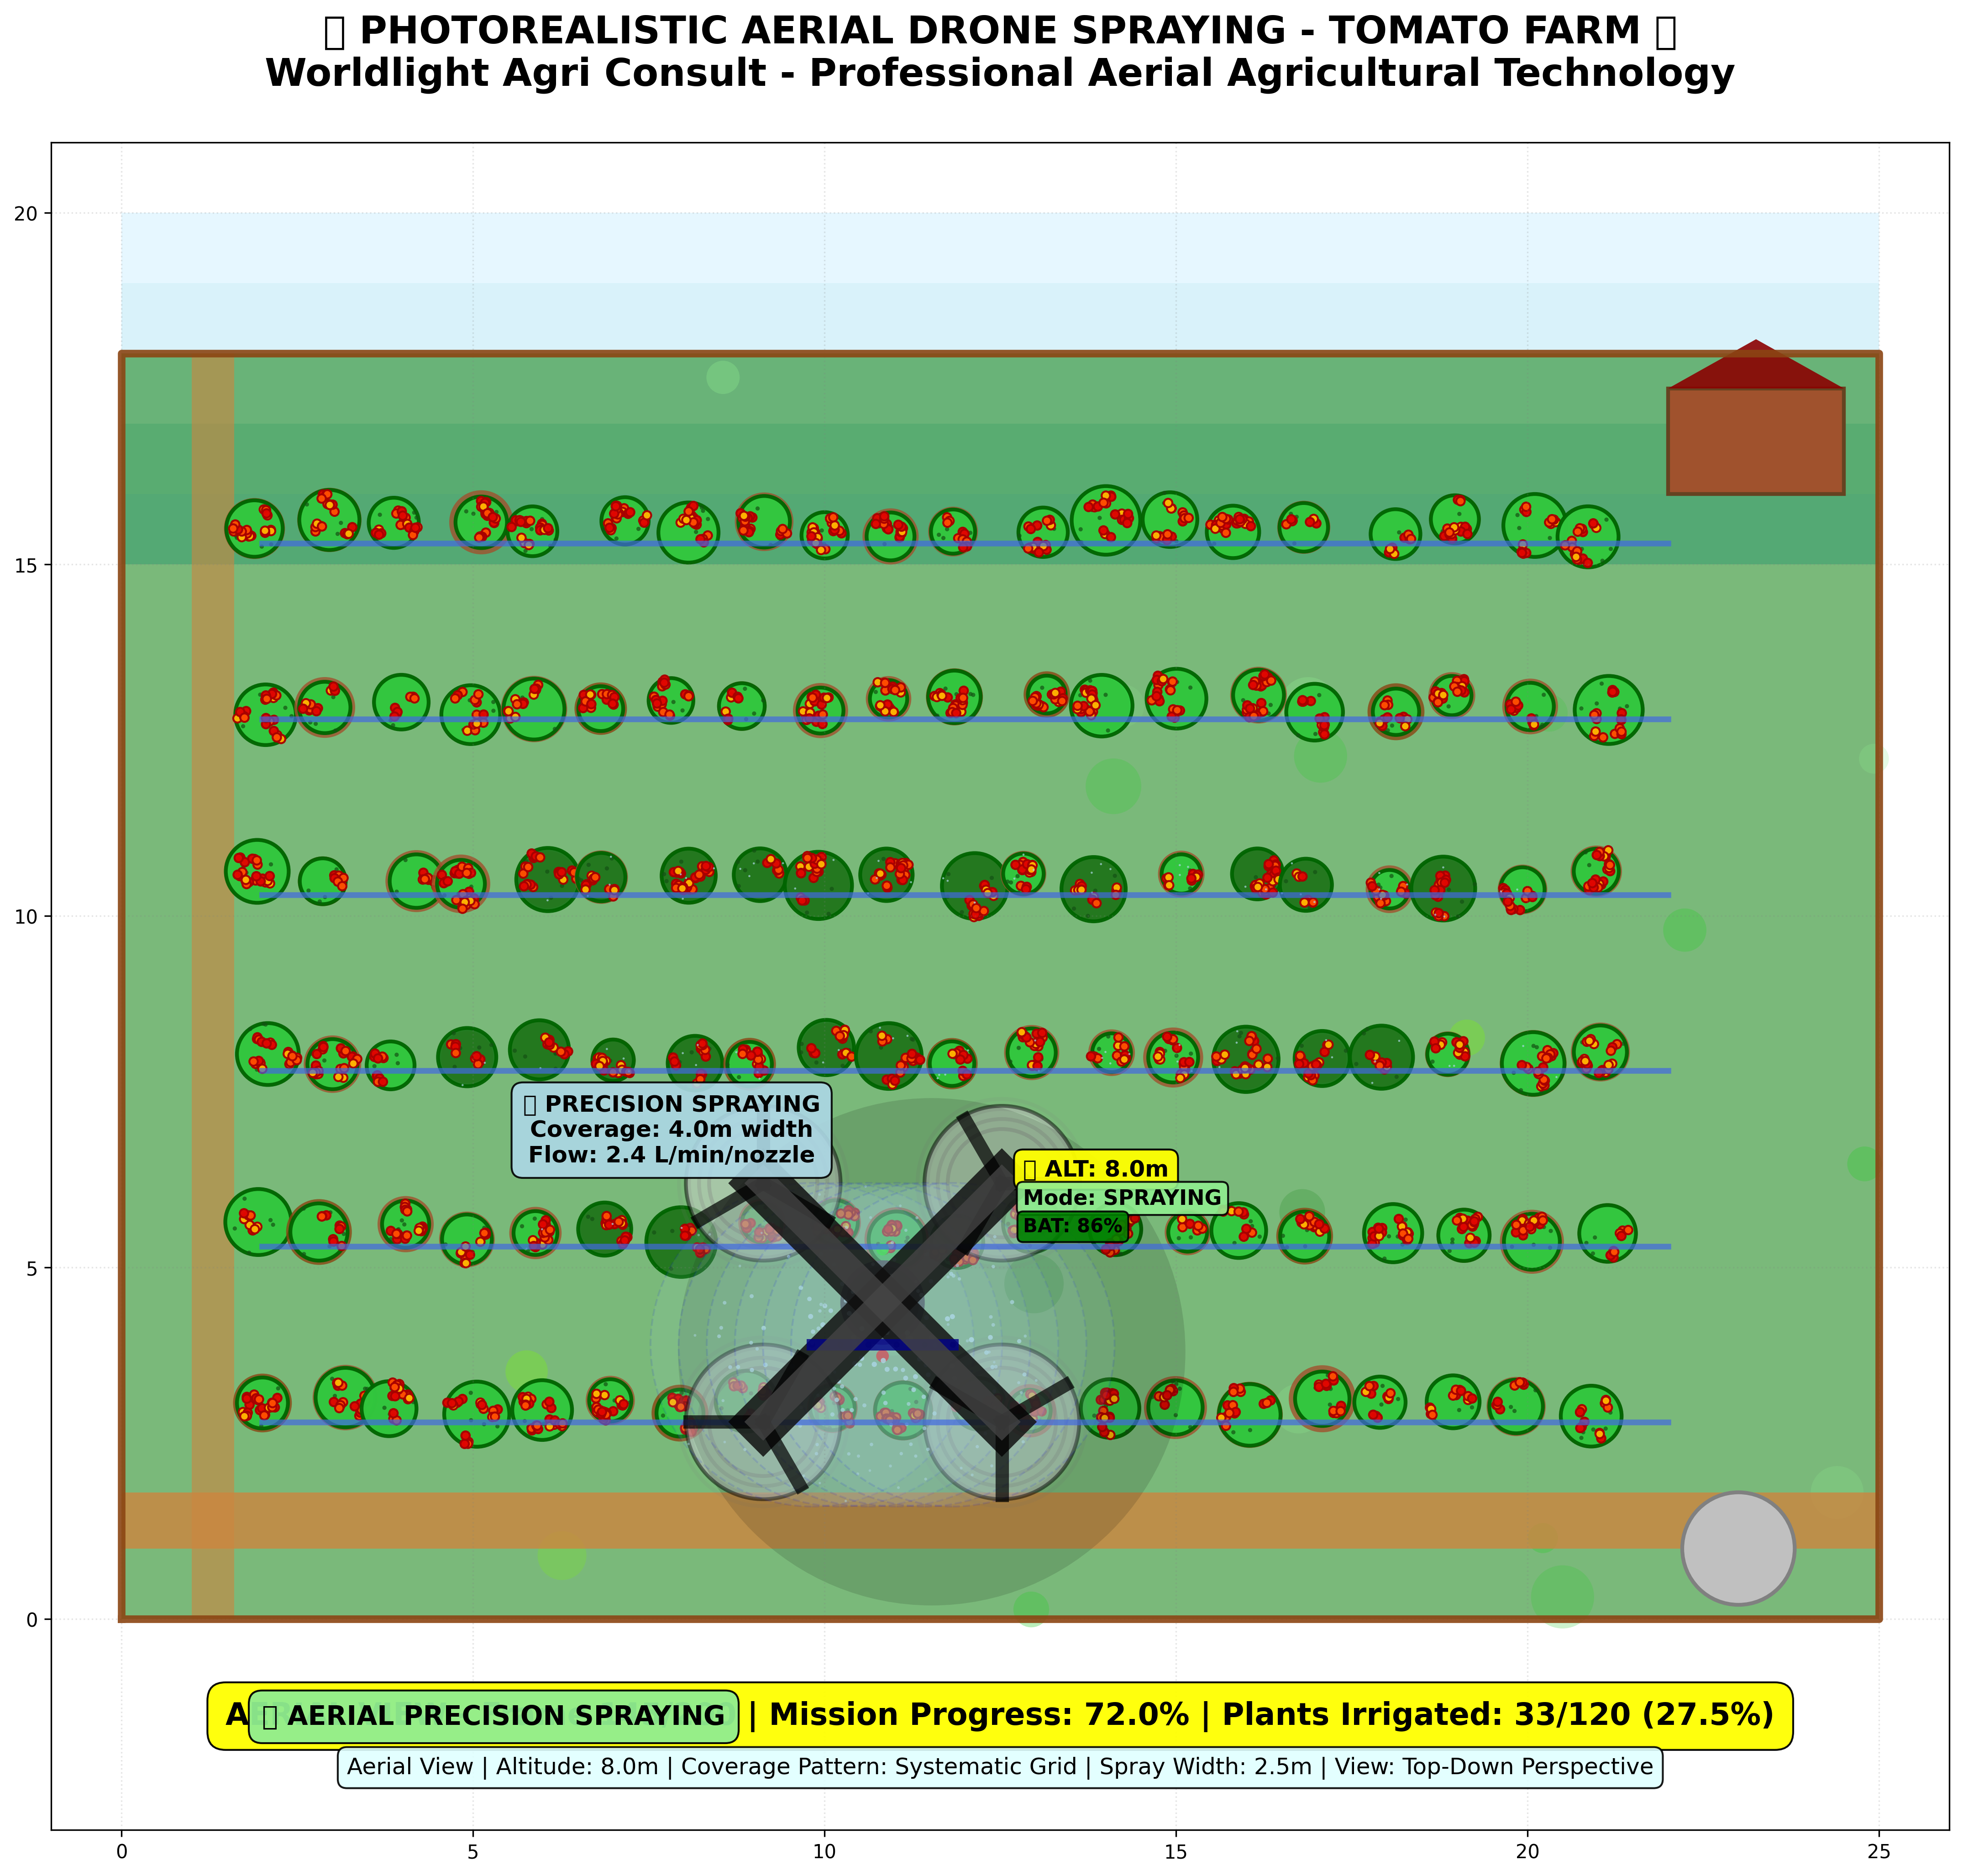 PHOTOREALISTIC AERIAL DRONE SPRAYING - TOMATO FARM
Worldlight Agri Consult - Professional Aerial Agricultural Technology
20
15
10
5
0
PRECISION SPRAYING
Coverage: 4.0m width
Flow: 2.4 L/min/nozzle
ALT: 8.0m
Mode: SPRAYING
BAT: 86%
AERIAL PRECISION SPRAYING
| Mission Progress: 72.0% | Plants Irrigated: 33/120 (27.5%)
Aerial View | Altitude: 8.0m | Coverage Pattern: Systematic Grid | Spray Width: 2.5m | View: Top-Down Perspective
0 5 10 15 20 25